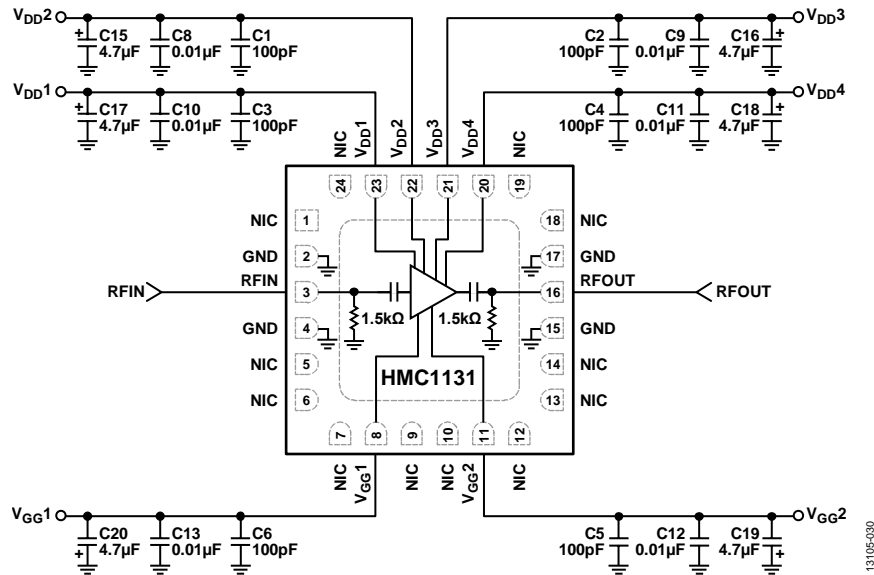 VDD2
C15
4.7µF
C8
0.01µF
C1
100pF
C2
100pF
C9
0.01µF
C16
4.7µF
VDD3
+
+
VDD1
C17
4.7µF
C10
0.01µF
C3
100pF
C4
100pF
C11
0.01µF
C18
4.7µF
VDD4
+
+
NIC
VDD1
VDD2
VDD3
VDD4
NIC
24
23
22
21
20
19
NIC
1
18
NIC
GND
2
17
GND
RFIN
RFIN
3
16
RFOUT
RFOUT
1.5kΩ
1.5kΩ
GND
4
15
GND
NIC
5
14
NIC
HMC1131
NIC
6
13
NIC
7
8
9
10
11
12
NIC
VGG1
NIC
NIC
VGG2
NIC
VGG1
C20
4.7µF
C13
0.01µF
C6
100pF
C5
100pF
C12
0.01µF
C19
4.7µF
VGG2
+
+
13105-030